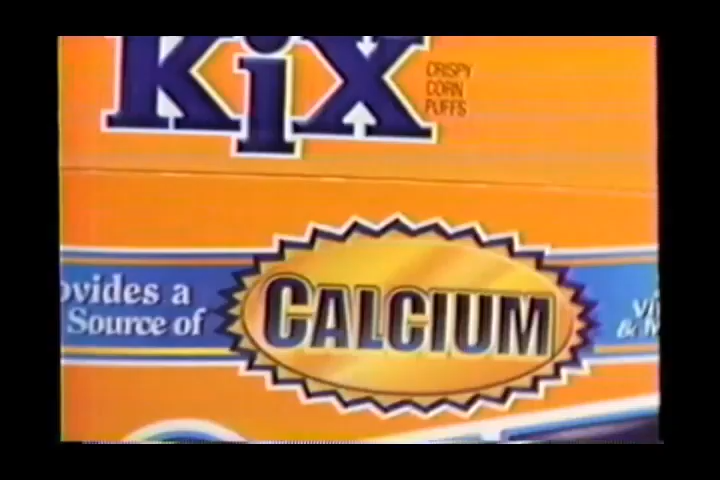 Kix
CRISPY
CORN
PUFFS
ovides a
Source of
CALCIUM